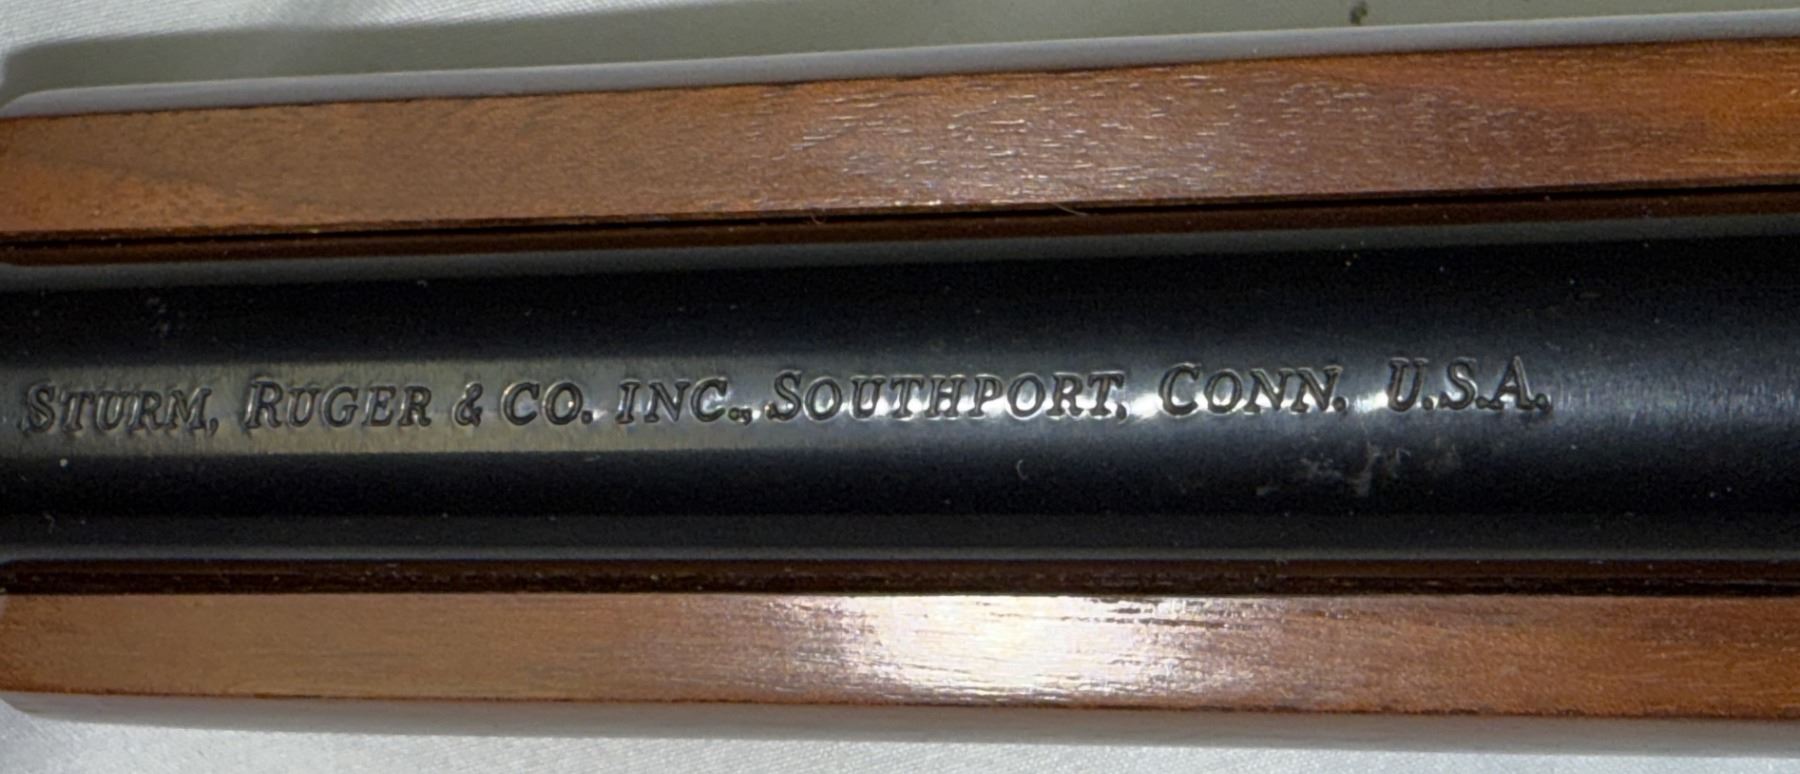 STURM, RUGER & CO. INC., SOUTHPORT, CONN. U.S.A.